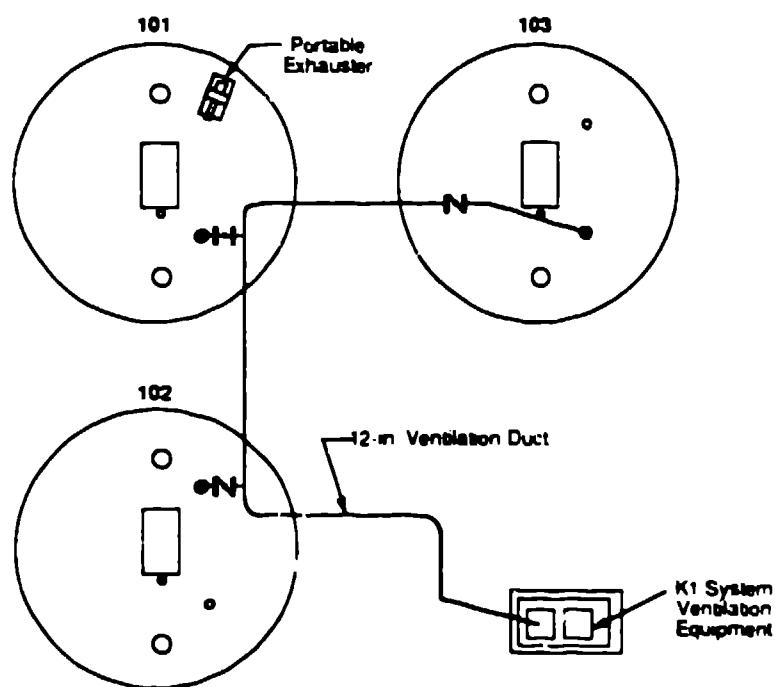 101
Portable
Exhauster
103
102
12-in Ventilation Duct
K1 System
Ventilation
Equipment